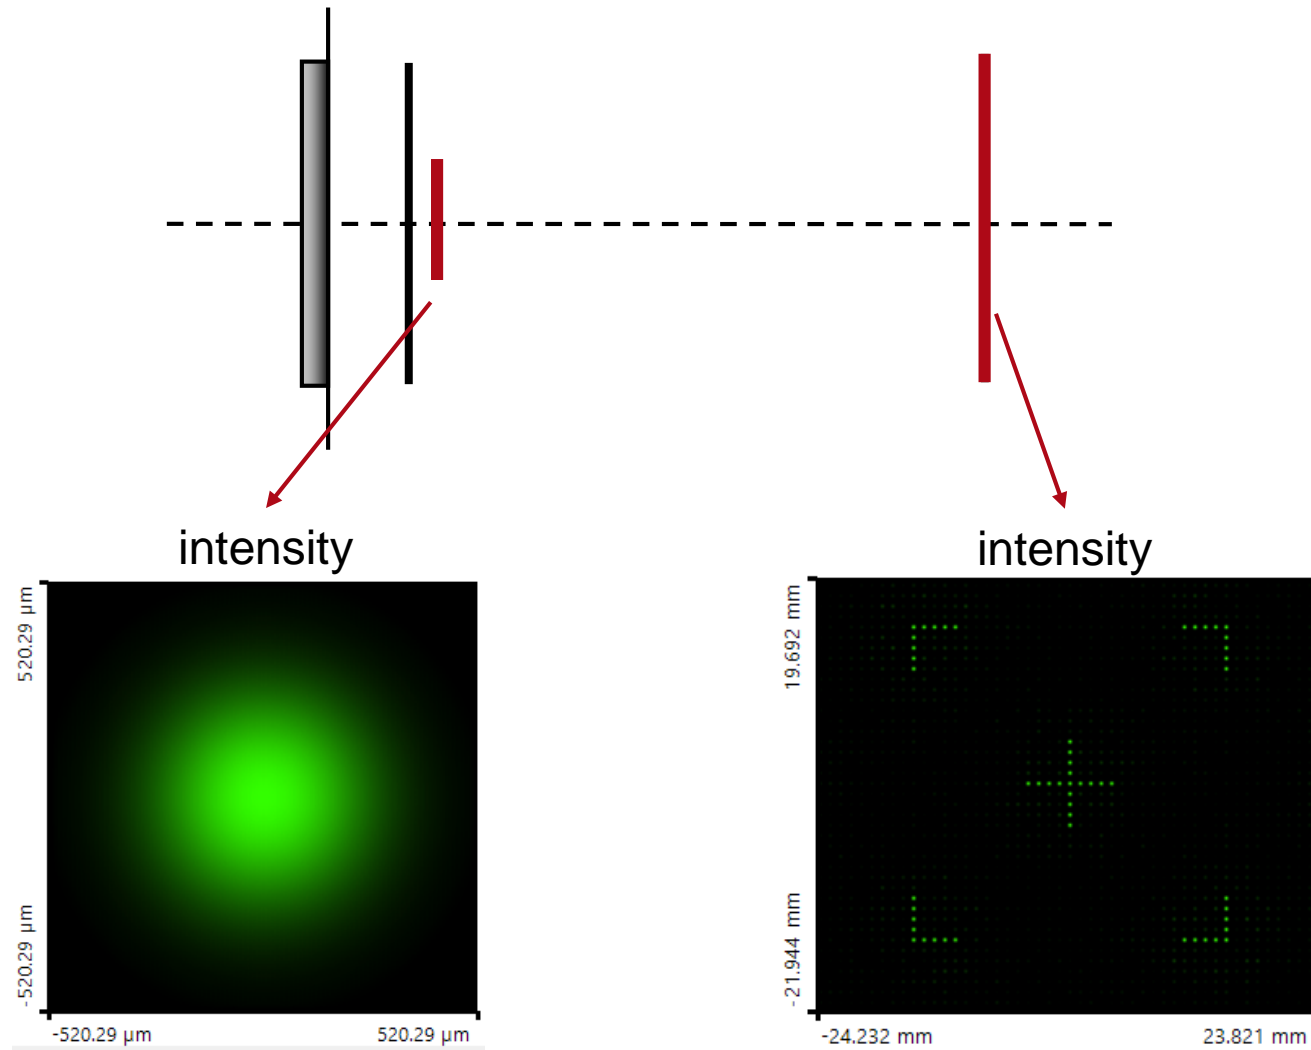 intensity
520.29 µm
-520.29 µm
-520.29 µm
520.29 µm
intensity
19.692 mm
-21.944 mm
-24.232 mm
23.821 mm